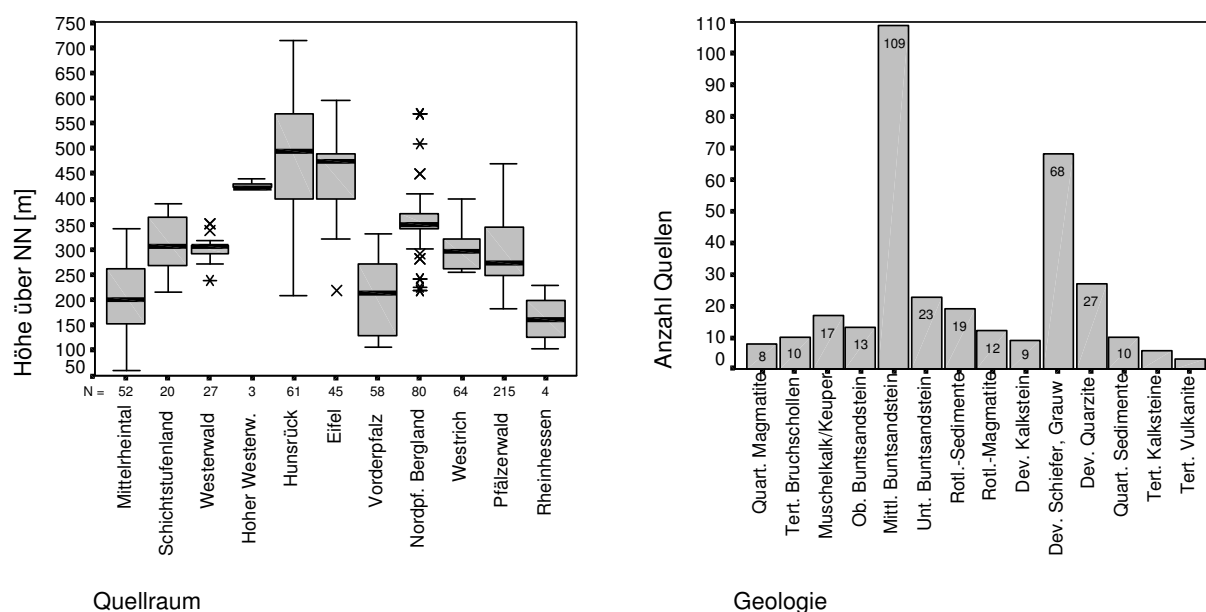 Höhe über NN [m]
750
700
650
600
550
500
450
400
350
300
250
200
150
100
50
N = 52 20 27 3 61 45 58 80 64 215 4
Mittelrheintal
Schichtstufenland
Westerwald
Hoher Westerw.
Hunsrück
Eifel
Vorderpfalz
Nordpf. Bergland
Westrich
Pfälzerwald
Rheinhessen
Quellraum
Anzahl Quellen
110
100
90
80
70
60
50
40
30
20
10
0
8
10
17
13
109
23
19
12
9
68
27
10
Quart. Magmatite
Tert. Bruchschollen
Muschelkalk/Keuper
Ob. Buntsandstein
Mittl. Buntsandstein
Unt. Buntsandstein
Rotl.-Sedimente
Rotl.-Magmatite
Dev. Kalkstein
Dev. Schiefer, Grauw
Dev. Quarzite
Quart. Sedimente
Tert. Kalksteine
Tert. Vulkanite
Geologie